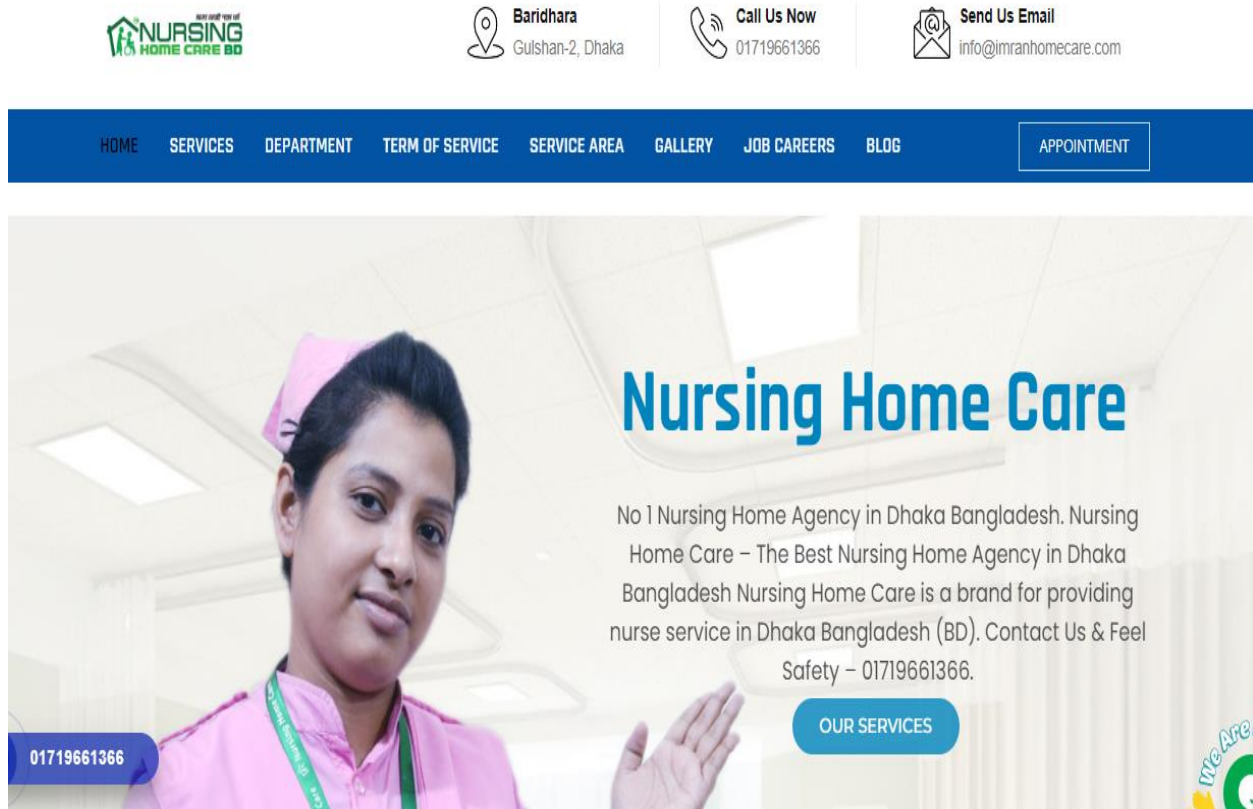 NURSING
HOME CARE BD
Baridhara
Gulshan-2, Dhaka
Call Us Now
01719661366
Send Us Email
info@imranhomecare.com
HOME
SERVICES
DEPARTMENT
TERM OF SERVICE
SERVICE AREA
GALLERY
JOB CAREERS
BLOG
APPOINTMENT
Nursing Home Care
No 1 Nursing Home Agency in Dhaka Bangladesh. Nursing
Home Care – The Best Nursing Home Agency in Dhaka
Bangladesh Nursing Home Care is a brand for providing
nurse service in Dhaka Bangladesh (BD). Contact Us & Feel
Safety – 01719661366.
OUR SERVICES
01719661366
We Are
Nursing Home Care